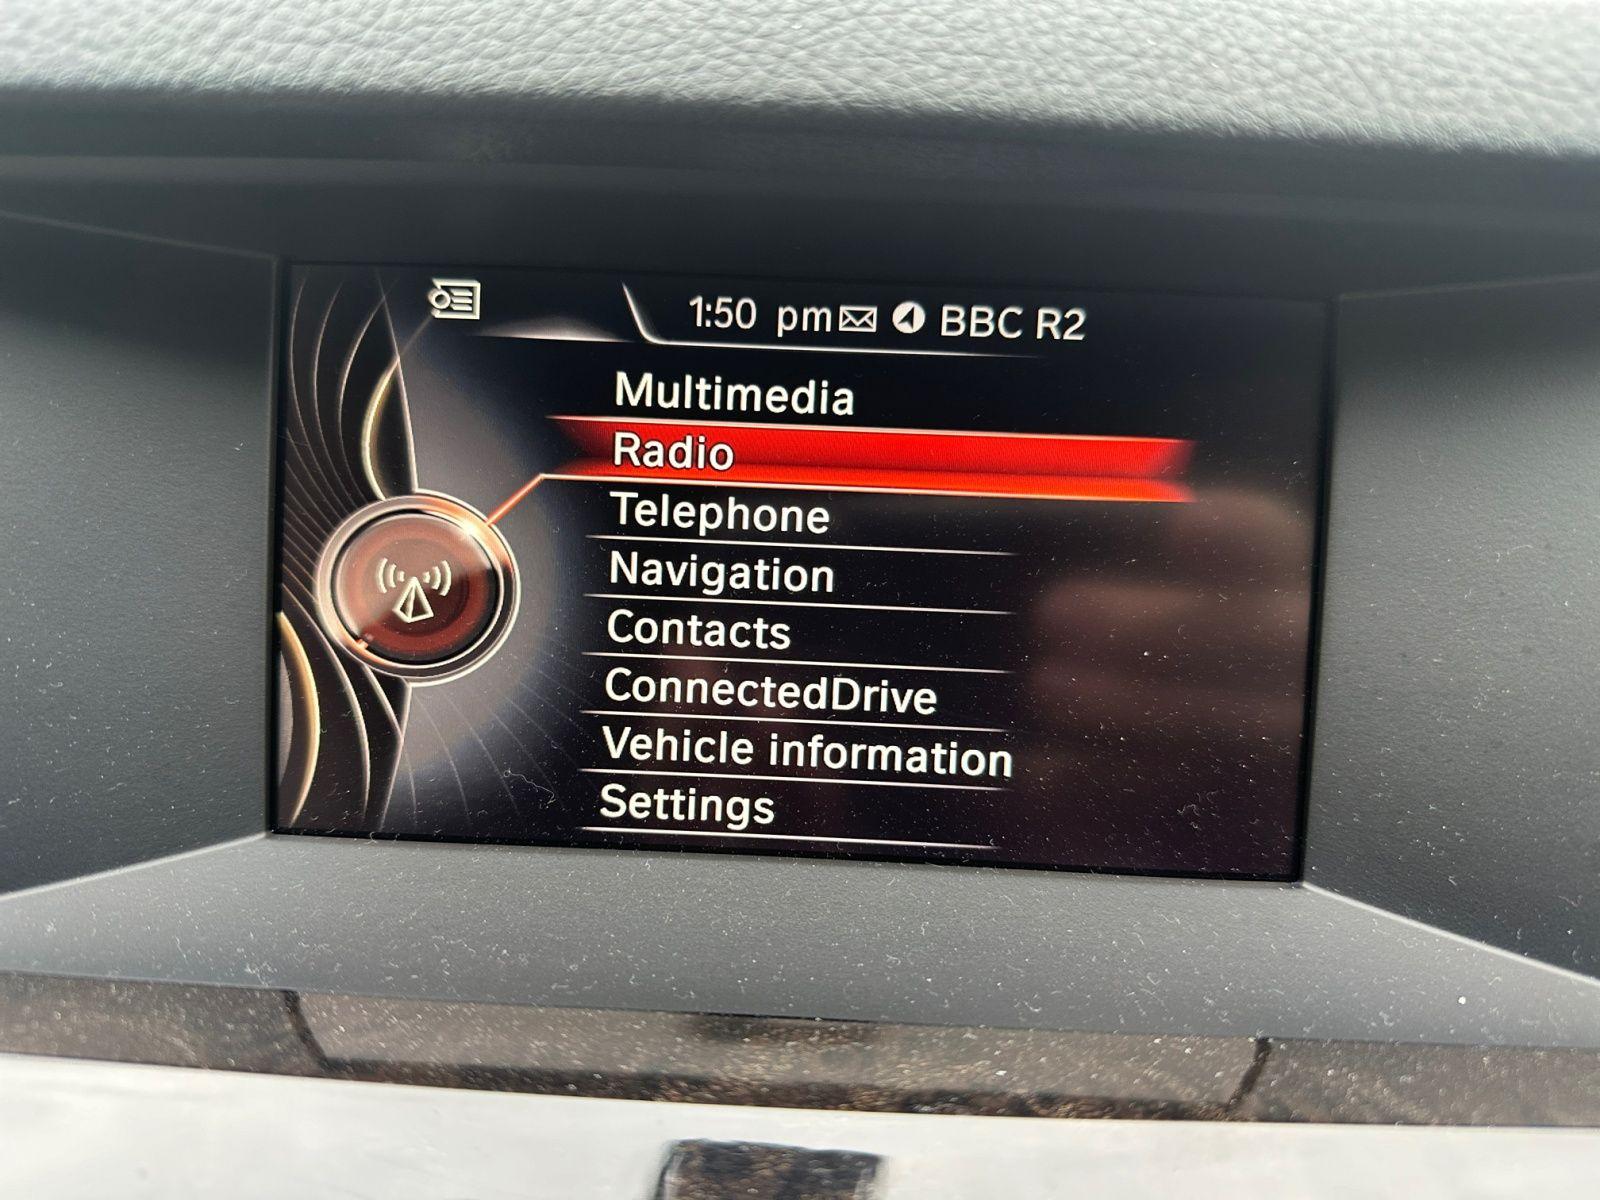 1:50 pm BBC R2
Multimedia
Radio
Telephone
Navigation
Contacts
ConnectedDrive
Vehicle information
Settings